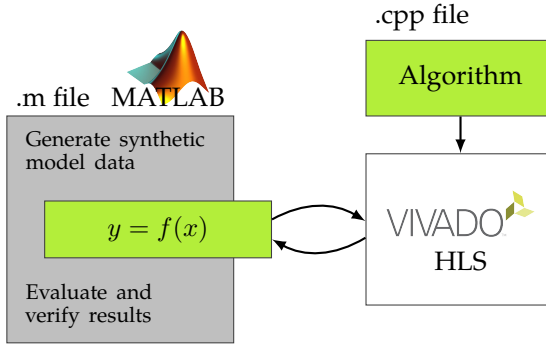 .cpp file
Algorithm
.m file MATLAB
Generate synthetic
model data
y = f(x)
Evaluate and
verify results
VIVADO
HLS